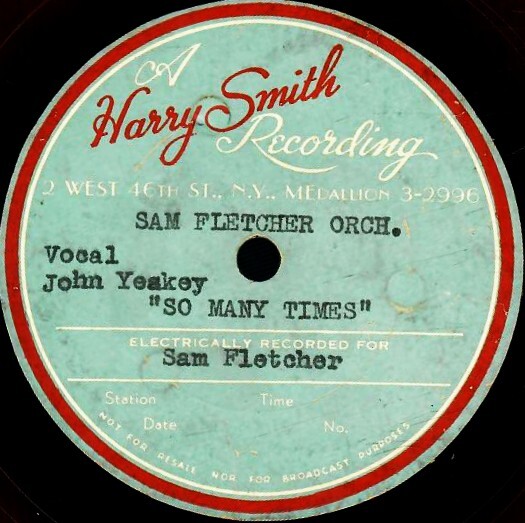 A
Harry Smith
Recording
2 WEST 46TH ST., N.Y., MEDALLION 3-2996
SAM FLETCHER ORCH.
Vocal
John Yeakey
"SO MANY TIMES"
ELECTRICALLY RECORDED FOR
Sam Fletcher
Station Time
Date No.
NOT FOR RESALE NOR FOR BROADCAST PURPOSES